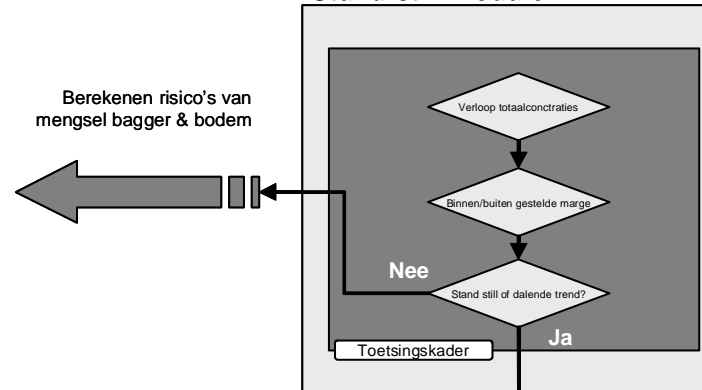 Berekenen risico's van
mengsel bagger & bodem
Verloop totaalconctraties
Binnen/buiten gestelde marge
Nee
Stand still of dalende trend?
Ja
Toetsingskader